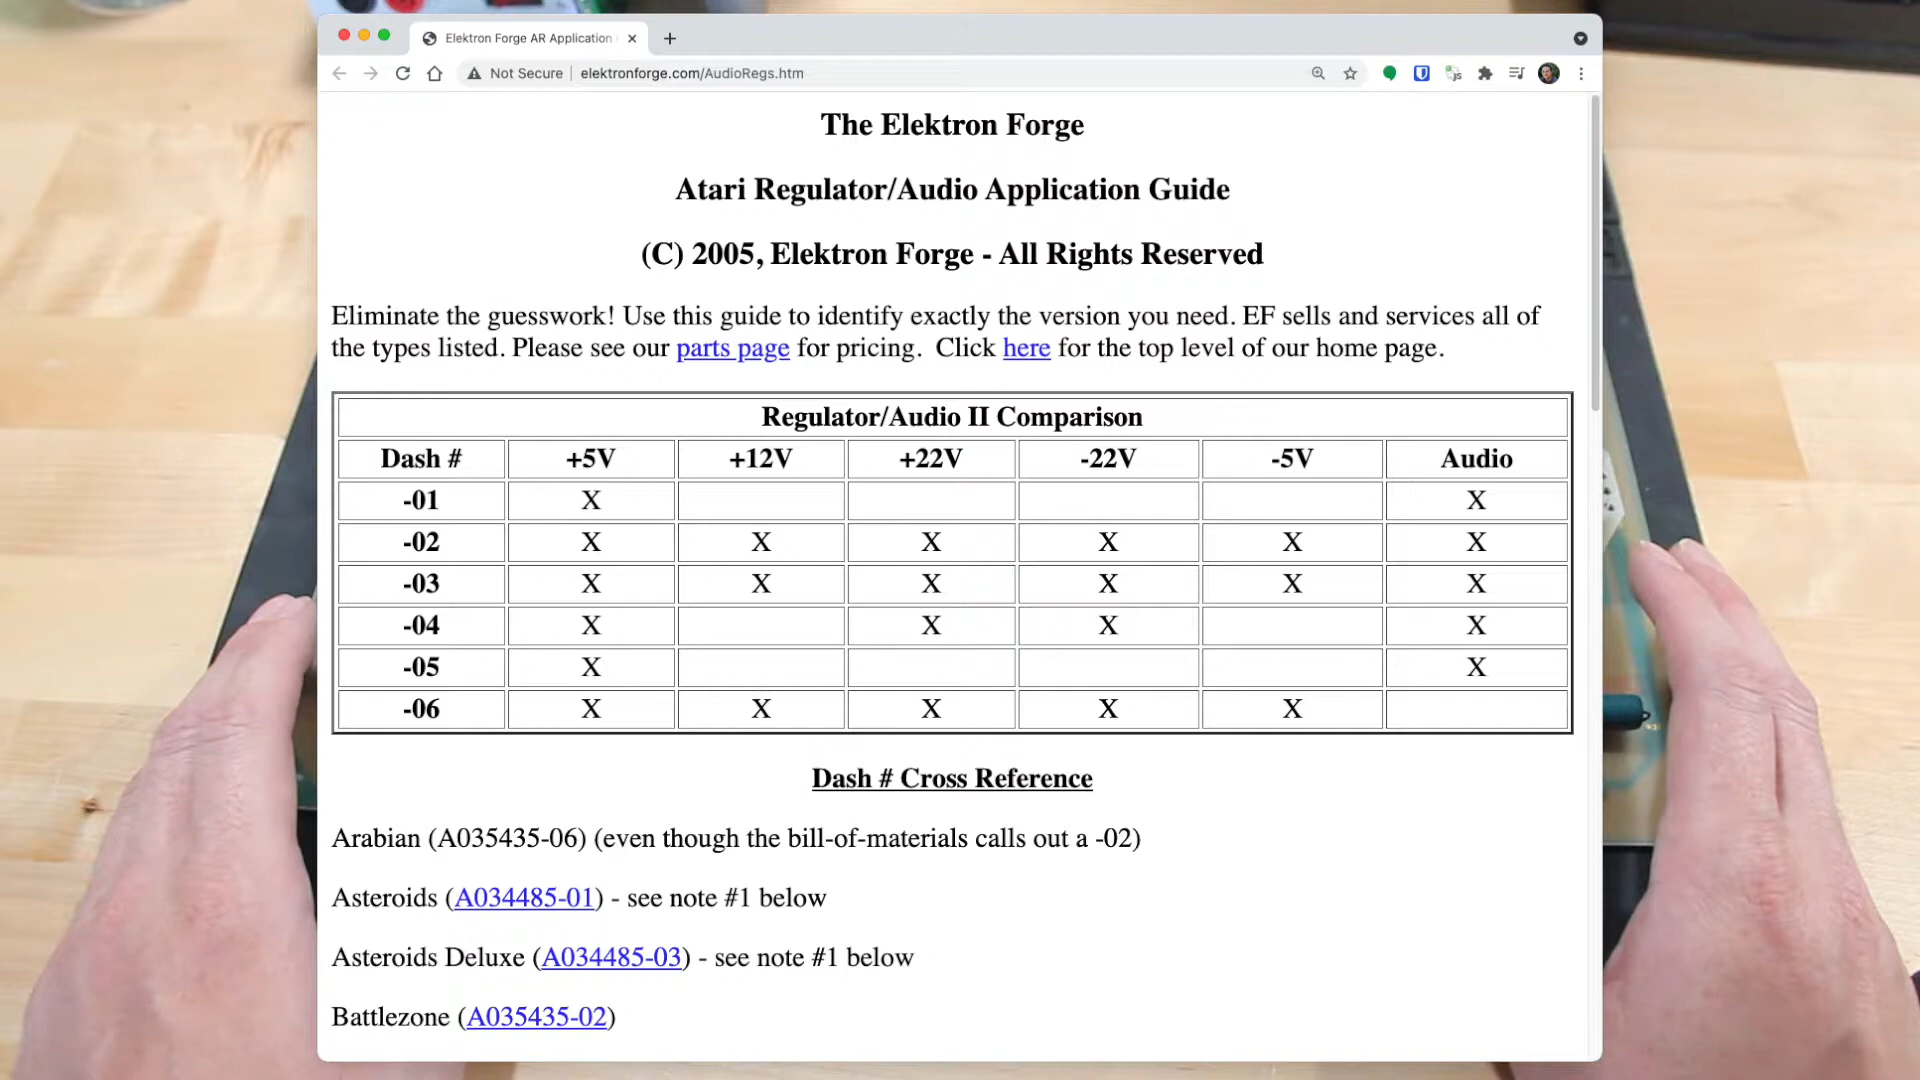 Elektron Forge AR Application
Not Secure | elektronforge.com/AudioRegs.htm
The Elektron Forge
Atari Regulator/Audio Application Guide
(C) 2005, Elektron Forge - All Rights Reserved
Eliminate the guesswork! Use this guide to identify exactly the version you need. EF sells and services all of
the types listed. Please see our parts page for pricing. Click here for the top level of our home page.
Regulator/Audio II Comparison
Dash # +5V +12V +22V -22V -5V Audio
-01 X X
-02 X X X X X X
-03 X X X X X X
-04 X X X X
-05 X X
-06 X X X X X
Dash # Cross Reference
Arabian (A035435-06) (even though the bill-of-materials calls out a -02)
Asteroids (A034485-01) - see note #1 below
Asteroids Deluxe (A034485-03) - see note #1 below
Battlezone (A035435-02)